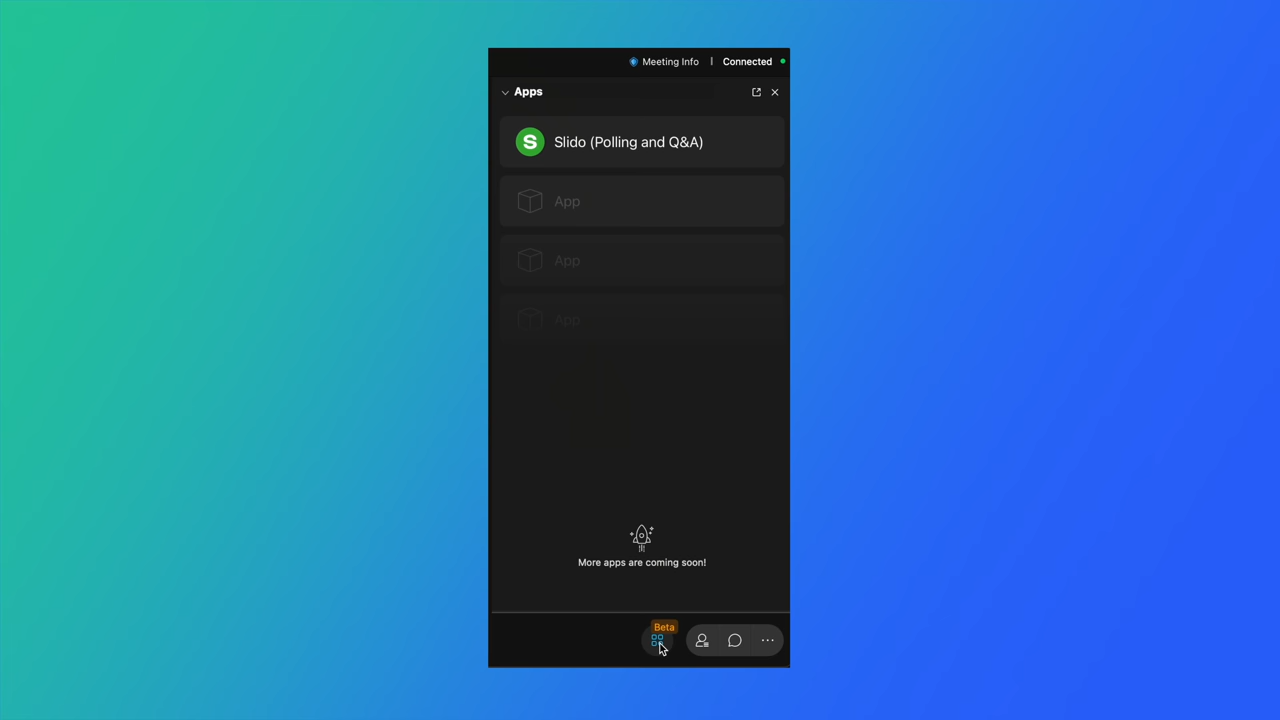 Meeting Info | Connected
Apps
S Slido (Polling and Q&A)
App
App
App
More apps are coming soon!
Beta